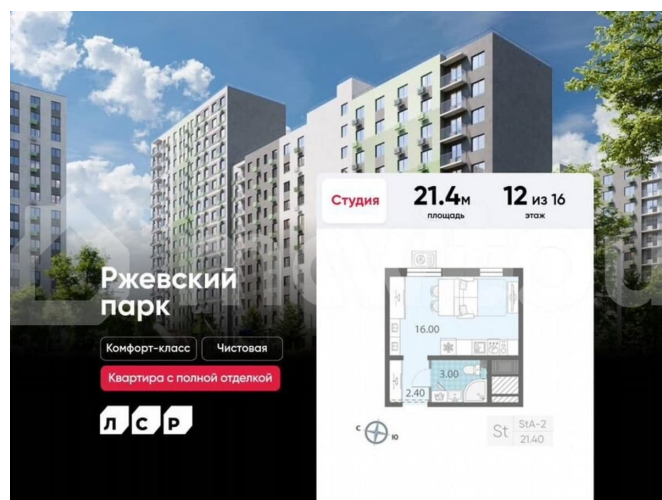 Студия
21.4м
площадь
12 из 16
этаж
Ржевский
парк
Комфорт-класс
Чистовая
Квартира с полной отделкой
ЛСР
16.00
3.00
2.40
С
Ю
St
StA-2
21.40